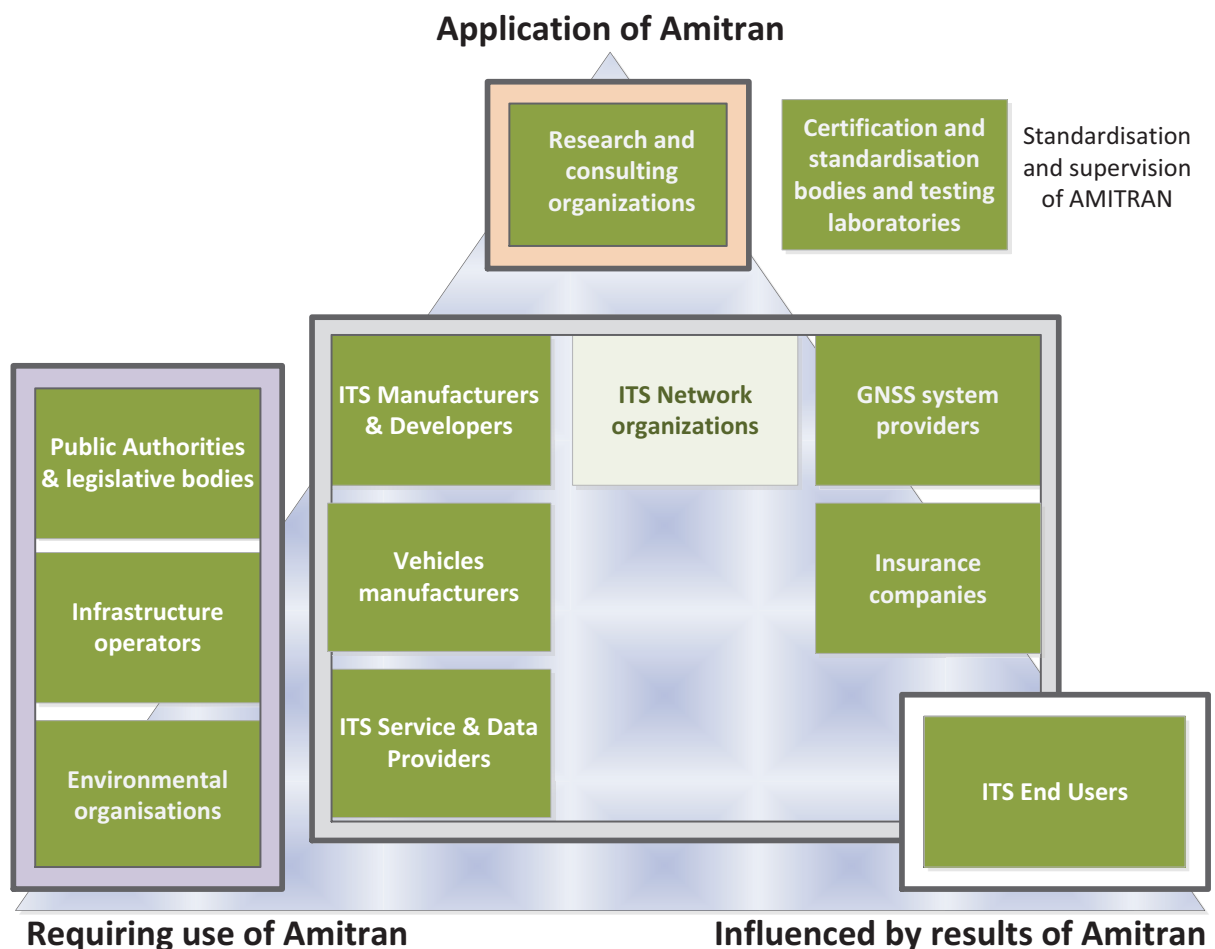 Application of Amitran
Research and
consulting
organizations
Certification and
standardisation
bodies and testing
laboratories
Standardisation
and supervision
of AMITRAN
Public Authorities
& legislative bodies
Infrastructure
operators
Environmental
organisations
ITS Manufacturers
& Developers
ITS Network
organizations
GNSS system
providers
Vehicles
manufacturers
Insurance
companies
ITS Service & Data
Providers
ITS End Users
Requiring use of Amitran
Influenced by results of Amitran